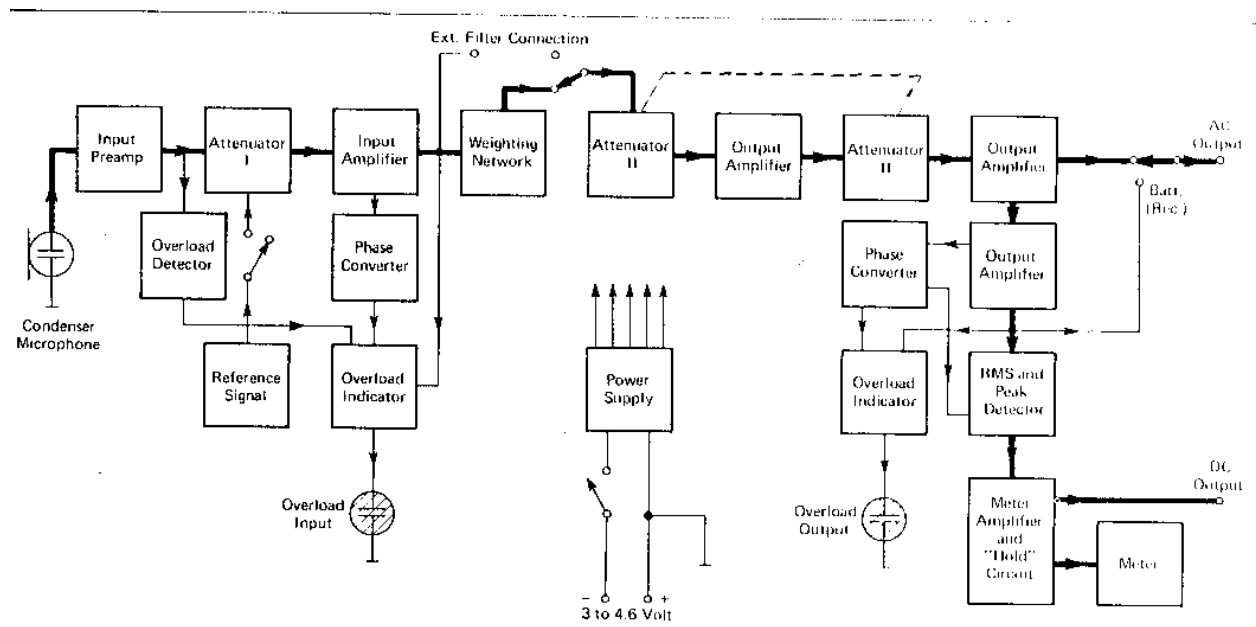 Ext. Filter Connection
Input
Preamp
Attenuator
I
Input
Amplifier
Weighting
Network
Attenuator
II
Output
Amplifier
Attenuator
II
Output
Amplifier
AC
Output
Batt.
(Rec.)
Overload
Detector
Phase
Converter
Phase
Converter
Output
Amplifier
Condenser
Microphone
Reference
Signal
Overload
Indicator
Power
Supply
Overload
Indicator
RMS and
Peak
Detector
Overload
Input
Overload
Output
DC
Output
Meter
Amplifier
and
"Hold"
Circuit
Meter
– +
3 to 4.6 Volt